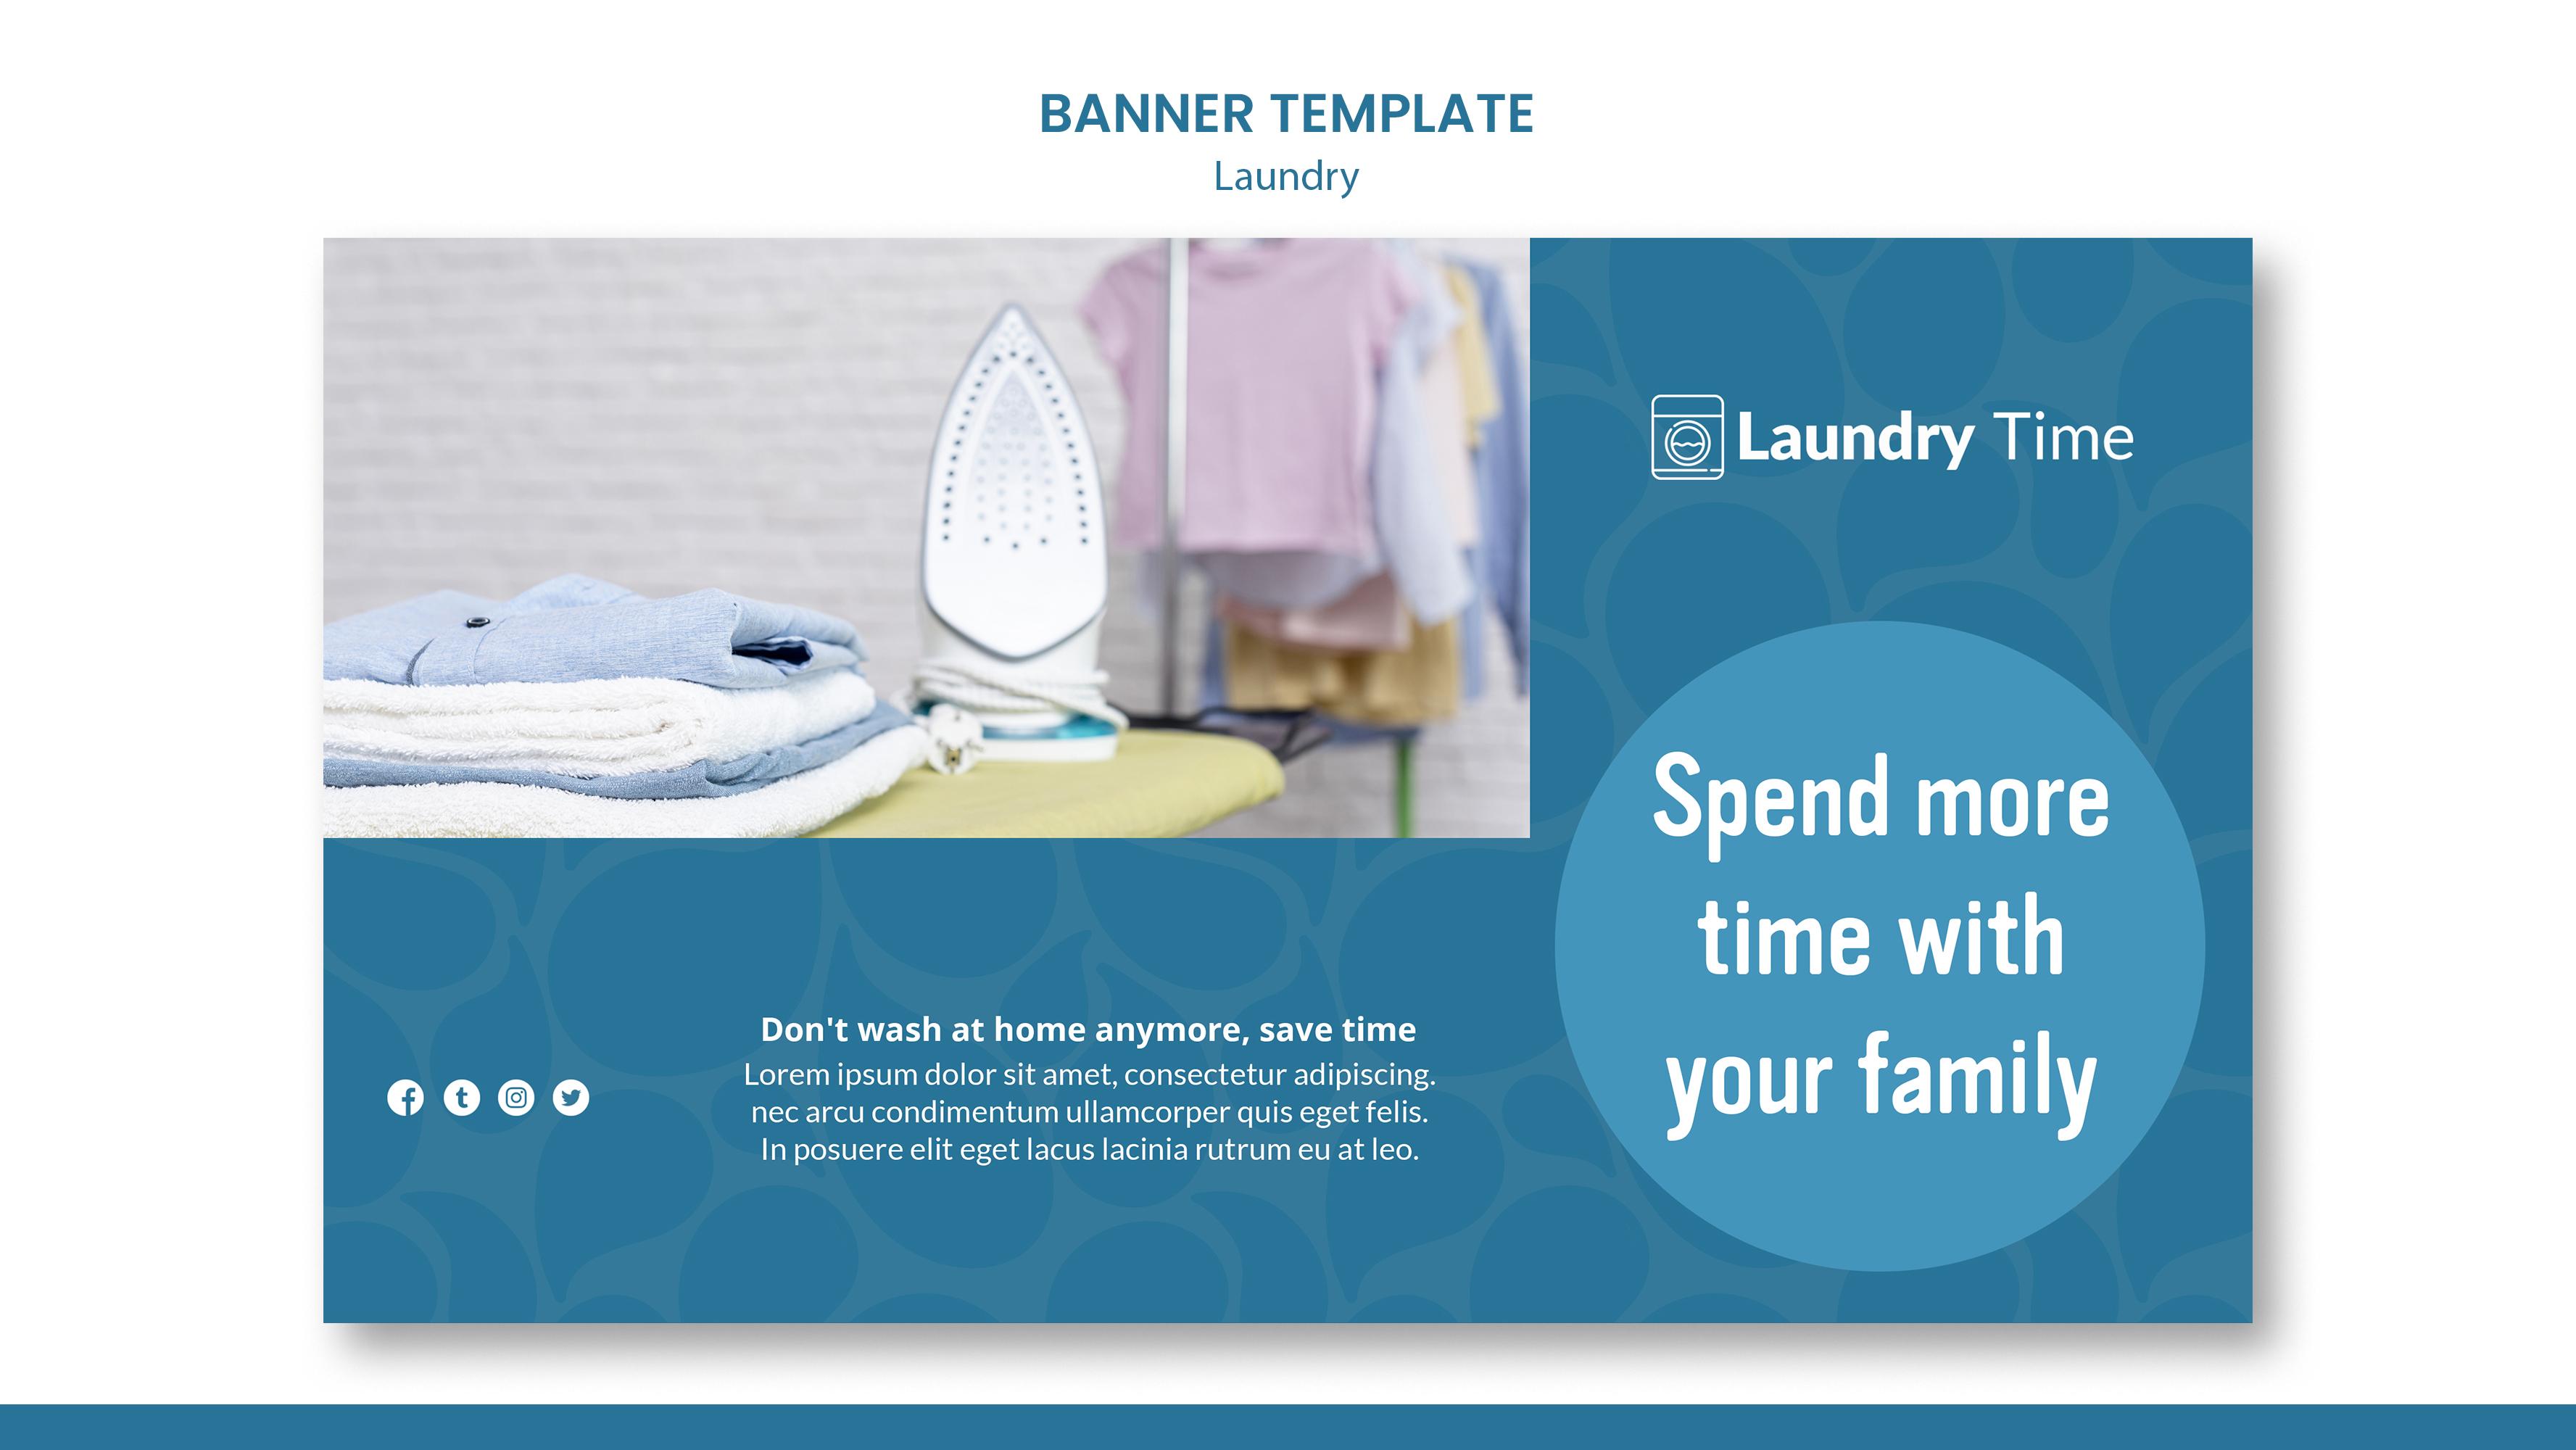 BANNER TEMPLATE
Laundry
Laundry Time
Spend more
time with
your family
Don't wash at home anymore, save time
Lorem ipsum dolor sit amet, consectetur adipiscing.
nec arcu condimentum ullamcorper quis eget felis.
In posuere elit eget lacus lacinia rutrum eu at leo.